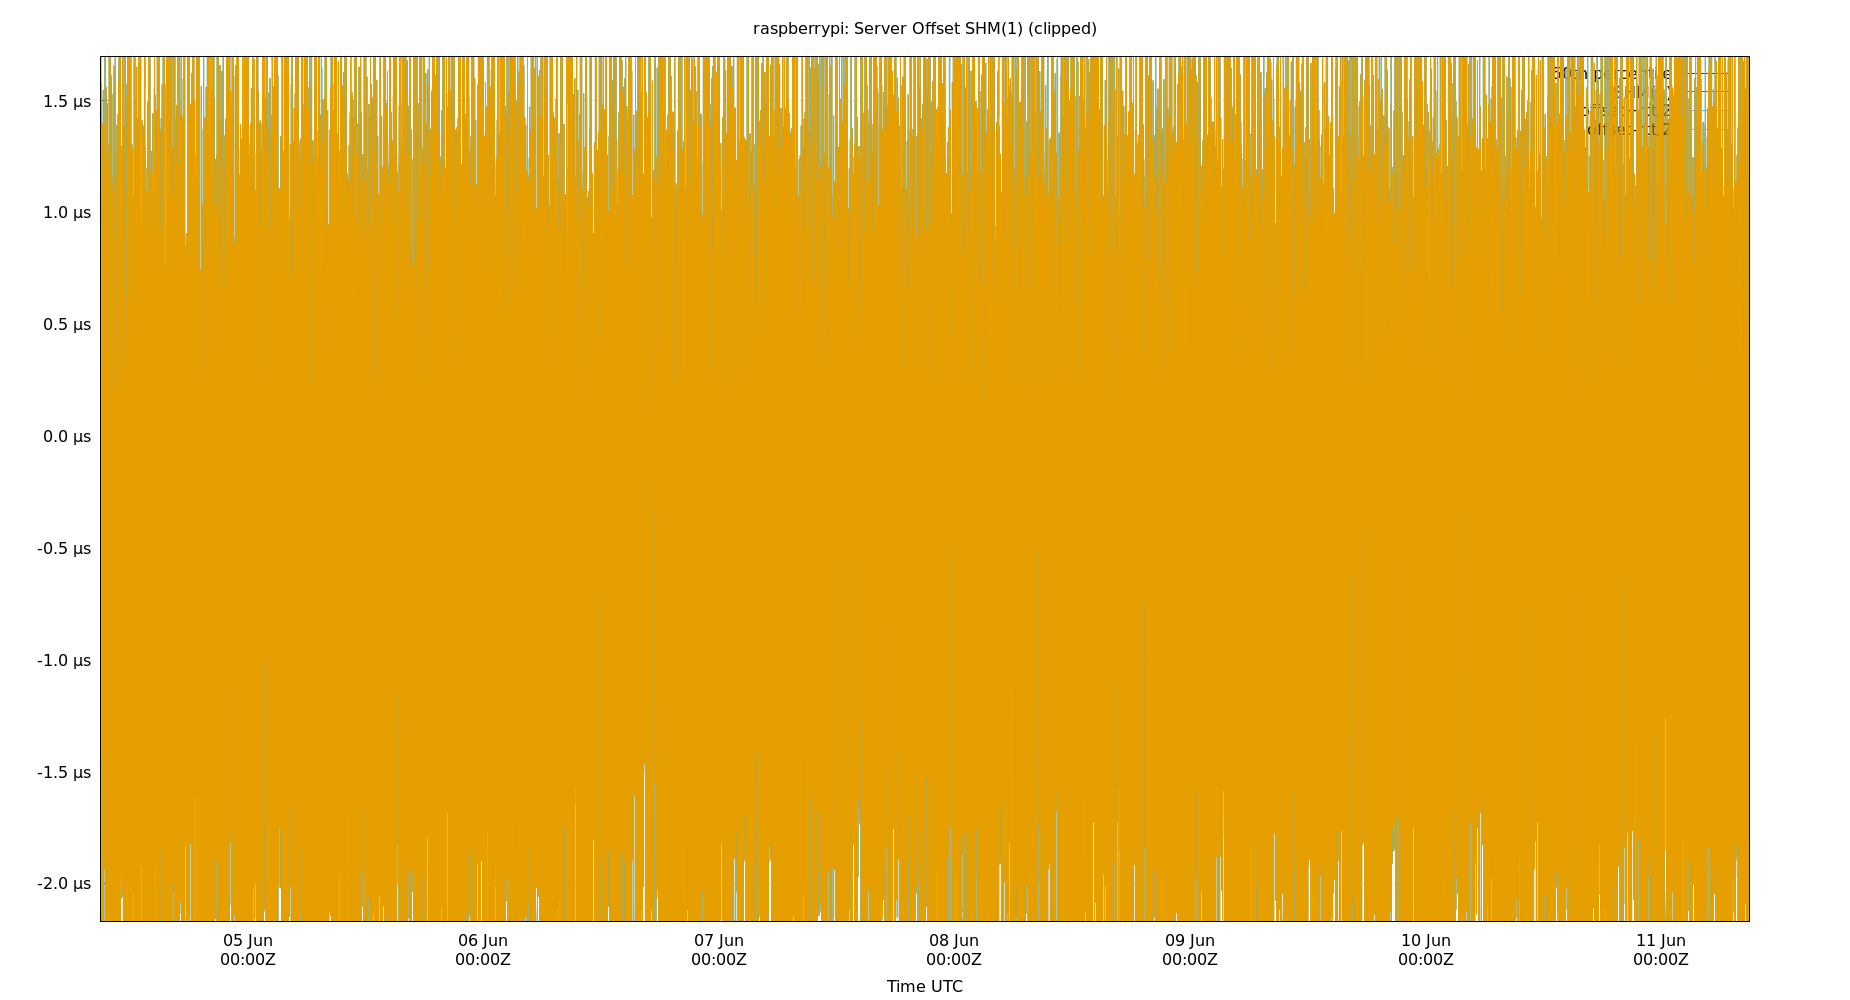 raspberrypi: Server Offset SHM(1) (clipped)
1.5 µs
1.0 µs
0.5 µs
0.0 µs
-0.5 µs
-1.0 µs
-1.5 µs
-2.0 µs
05 Jun 06 Jun 07 Jun 08 Jun 09 Jun 10 Jun 11 Jun
00:00Z 00:00Z 00:00Z 00:00Z 00:00Z 00:00Z 00:00Z
Time UTC